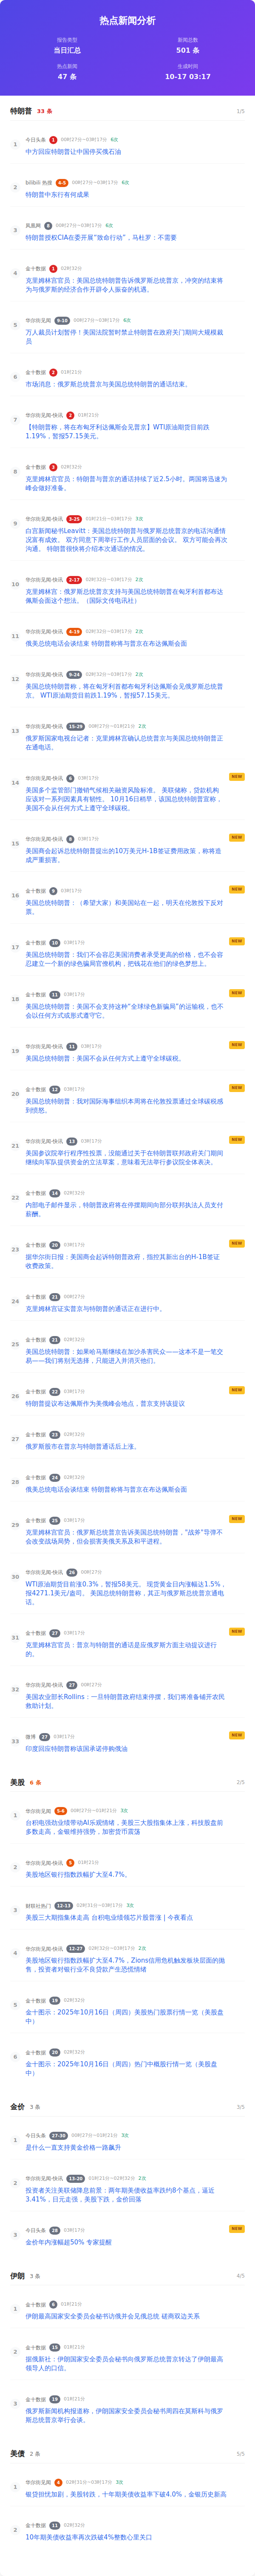 热点新闻分析
报告类型
当日汇总
新闻总数
501 条
热点新闻
47 条
生成时间
10-17 03:17
特朗普 33 条 1/5
1 今日头条 1 00时27分~03时17分 6次
中方回应特朗普让中国停买俄石油
2 bilibili 热搜 4-5 00时27分~03时17分 6次
特朗普中东行有何成果
3 凤凰网 8 00时27分~03时17分 6次
特朗普授权CIA在委开展"致命行动"，马杜罗：不需要
4 金十数据 1 02时32分
克里姆林宫官员：美国总统特朗普告诉俄罗斯总统普京，冲突的结束将
为与俄罗斯的经济合作开辟令人振奋的机遇。
5 华尔街见闻 9-10 00时27分~03时17分 6次
万人裁员计划暂停！美国法院暂时禁止特朗普在政府关门期间大规模裁
员
6 金十数据 2 01时21分
市场消息：俄罗斯总统普京与美国总统特朗普的通话结束。
7 华尔街见闻-快讯 2 01时21分
【特朗普，将在布匈牙利达佩斯会见普京】WTI原油期货目前跌
1.19%，暂报57.15美元。
8 金十数据 3 02时32分
克里姆林宫官员：特朗普与普京的通话持续了近2.5小时。两国将迅速为
峰会做好准备。
9 华尔街见闻-快讯 3-25 01时21分~03时17分 3次
白宫新闻秘书Leavitt：美国总统特朗普与俄罗斯总统普京的电话沟通情
况富有成效。 双方同意下周举行工作人员层面的会议。 双方可能会再次
沟通。 特朗普很快将介绍本次通话的情况。
10 华尔街见闻-快讯 2-17 02时32分~03时17分 2次
克里姆林宫：俄罗斯总统普京支持与美国总统特朗普在匈牙利首都布达
佩斯会面这个想法。（国际文传电讯社）
11 华尔街见闻-快讯 4-19 02时32分~03时17分 2次
俄美总统电话会谈结束 特朗普称将与普京在布达佩斯会面
12 华尔街见闻-快讯 9-24 02时32分~03时17分 2次
美国总统特朗普称，将在匈牙利首都布匈牙利达佩斯会见俄罗斯总统普
京。 WTI原油期货目前跌1.19%，暂报57.15美元。
13 华尔街见闻-快讯 15-29 00时27分~01时21分 2次
俄罗斯国家电视台记者：克里姆林宫确认总统普京与美国总统特朗普正
在通电话。
14 华尔街见闻-快讯 6 03时17分 NEW
美国多个监管部门撤销气候相关融资风险标准。 美联储称，贷款机构
应该对一系列因素具有韧性。 10月16日稍早，该国总统特朗普宣称，
美国不会从任何方式上遵守全球碳税。
15 华尔街见闻-快讯 8 03时17分 NEW
美国商会起诉总统特朗普提出的10万美元H-1B签证费用政策，称将造
成严重损害。
16 金十数据 9 03时17分 NEW
美国总统特朗普：（希望大家）和美国站在一起，明天在伦敦投下反对
票。
17 金十数据 10 03时17分 NEW
美国总统特朗普：我们不会容忍美国消费者承受更高的价格，也不会容
忍建立一个新的绿色骗局官僚机构，把钱花在他们的绿色梦想上。
18 金十数据 11 03时17分 NEW
美国总统特朗普：美国不会支持这种"全球绿色新骗局"的运输税，也不
会以任何方式或形式遵守它。
19 华尔街见闻-快讯 11 03时17分 NEW
美国总统特朗普：美国不会从任何方式上遵守全球碳税。
20 金十数据 12 03时17分 NEW
美国总统特朗普：我对国际海事组织本周将在伦敦投票通过全球碳税感
到愤怒。
21 华尔街见闻-快讯 13 03时17分 NEW
美国参议院举行程序性投票，没能通过关于在特朗普联邦政府关门期间
继续向军队提供资金的立法草案，意味着无法举行参议院全体表决。
22 金十数据 14 02时32分
内部电子邮件显示，特朗普政府将在停摆期间向部分联邦执法人员支付
薪酬。
23 金十数据 20 03时17分 NEW
据华尔街日报：美国商会起诉特朗普政府，指控其新出台的H-1B签证
收费政策。
24 金十数据 21 00时27分
克里姆林宫证实普京与特朗普的通话正在进行中。
25 金十数据 21 02时32分
美国总统特朗普：如果哈马斯继续在加沙杀害民众——这本不是一笔交
易——我们将别无选择，只能进入并消灭他们。
26 金十数据 22 03时17分 NEW
特朗普提议布达佩斯作为美俄峰会地点，普京支持该提议
27 金十数据 23 02时32分
俄罗斯股市在普京与特朗普通话后上涨。
28 金十数据 24 02时32分
俄美总统电话会谈结束 特朗普称将与普京在布达佩斯会面
29 金十数据 25 03时17分 NEW
克里姆林宫官员：俄罗斯总统普京告诉美国总统特朗普，"战斧"导弹不
会改变战场局势，但会损害美俄关系及和平进程。
30 华尔街见闻-快讯 26 00时27分
WTI原油期货目前涨0.3%，暂报58美元。 现货黄金日内涨幅达1.5%，
报4271.1美元/盎司。 美国总统特朗普称，其正与俄罗斯总统普京通电
话。
31 金十数据 27 03时17分 NEW
克里姆林宫官员：普京与特朗普的通话是应俄罗斯方面主动提议进行
的。
32 华尔街见闻-快讯 27 00时27分
美国农业部长Rollins：一旦特朗普政府结束停摆，我们将准备铺开农民
救助计划。
33 微博 27 03时17分 NEW
印度回应特朗普称该国承诺停购俄油
美股 6 条 2/5
1 华尔街见闻 5-6 00时27分~01时21分 3次
台积电强劲业绩带动AI乐观情绪，美股三大股指集体上涨，科技股盘前
多数走高，金银维持强势，加密货币震荡
2 华尔街见闻-快讯 5 01时21分
美股地区银行指数跌幅扩大至4.7%。
3 财联社热门 12-13 02时31分~03时17分 3次
美股三大期指集体走高 台积电业绩领芯片股普涨 | 今夜看点
4 华尔街见闻-快讯 12-27 02时32分~03时17分 2次
美股地区银行指数跌幅扩大至4.7%，Zions信用危机触发板块层面的抛
售，投资者对银行业不良贷款产生恐慌情绪
5 金十数据 19 02时32分
金十图示：2025年10月16日（周四）美股热门股票行情一览（美股盘
中）
6 金十数据 20 02时32分
金十图示：2025年10月16日（周四）热门中概股行情一览（美股盘
中）
金价 3 条 3/5
1 今日头条 27-30 00时27分~01时21分 3次
是什么一直支持黄金价格一路飙升
2 华尔街见闻-快讯 13-20 01时21分~02时32分 2次
投资者关注美联储降息前景：两年期美债收益率跌约8个基点，逼近
3.41%，日元走强，美股下跌，金价回落
3 今日头条 28 03时17分 NEW
金价年内涨幅超50% 专家提醒
伊朗 3 条 4/5
1 金十数据 6 01时21分
伊朗最高国家安全委员会秘书访俄并会见俄总统 磋商双边关系
2 金十数据 15 01时21分
据俄新社：伊朗国家安全委员会秘书向俄罗斯总统普京转达了伊朗最高
领导人的口信。
3 金十数据 19 01时21分
俄罗斯新闻机构报道称，伊朗国家安全委员会秘书周四在莫斯科与俄罗
斯总统普京举行会谈。
美债 2 条 5/5
1 华尔街见闻 4 02时31分~03时17分 3次
银贷担忧加剧，美股转跌，十年期美债收益率下破4.0%，金银历史新高
2 金十数据 11 02时32分
10年期美债收益率再次跌破4%整数心里关口